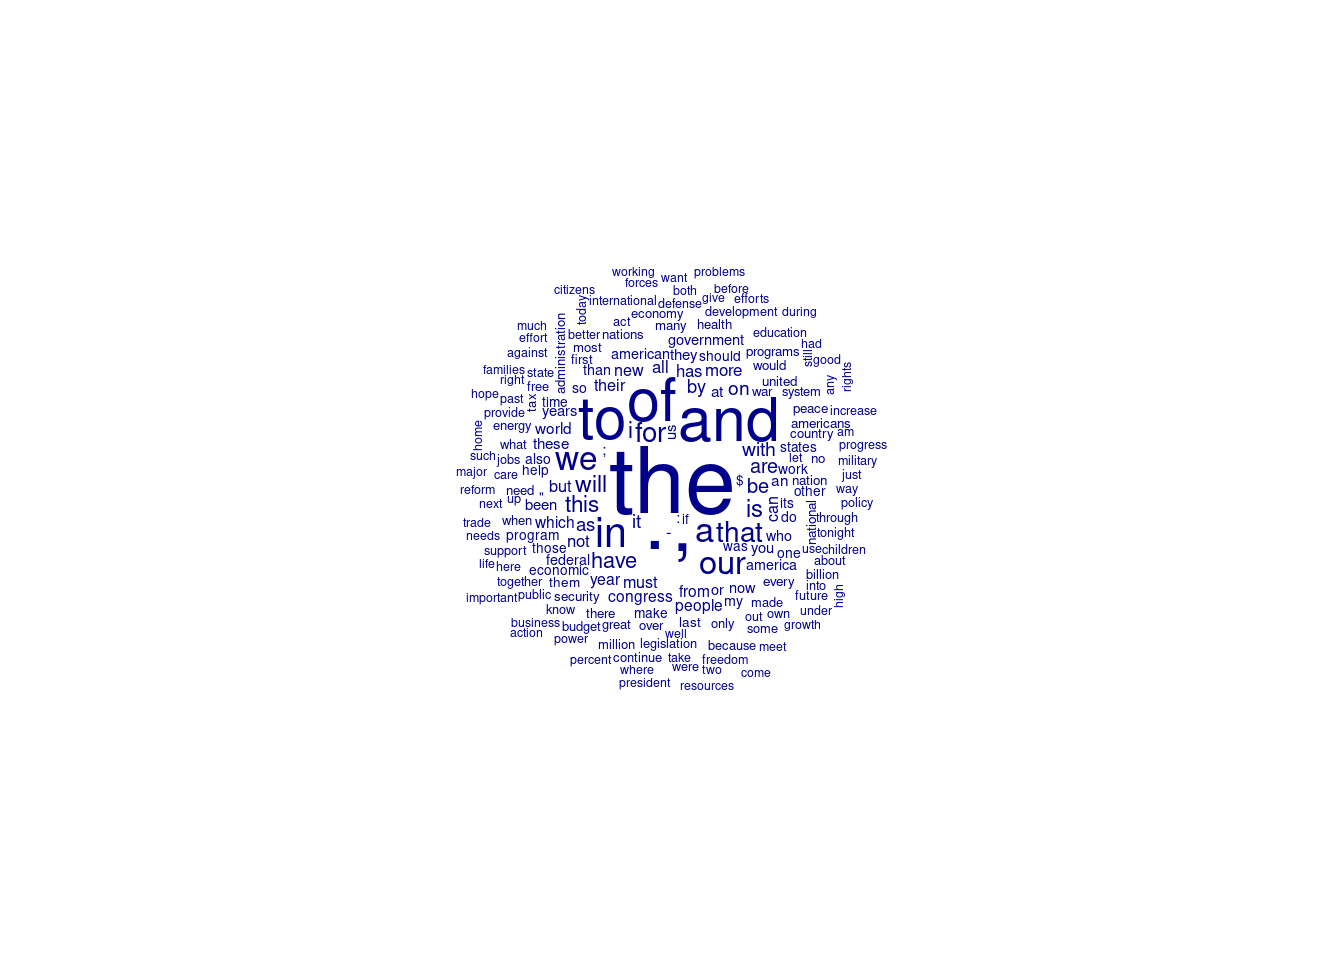 working want problems
forces
citizens both before
today international defense give efforts
economy development during
much act many health
effort administration better nations government education
against most american they should programs had
first still good
families state than new all has more would
right free so their by at on united any rights
hope past tax time war system
provide years to of and peace increase
energy world i for us americans
home what these country am
with states progress
such jobs also we ; the are let no military
major care help work just
reform need " but will $ be an nation way
next up been this other
is can its policy
trade when which as it : if do national through
needs program not in . - , a that who tonight
support those was you one use children
life here federal have our america about
economic billion
together them year must every into
important public security congress from or now future high
know there make people my made under
business budget great over last only out own growth
action some
power million legislation well because meet
percent continue take freedom
where were two come
president resources